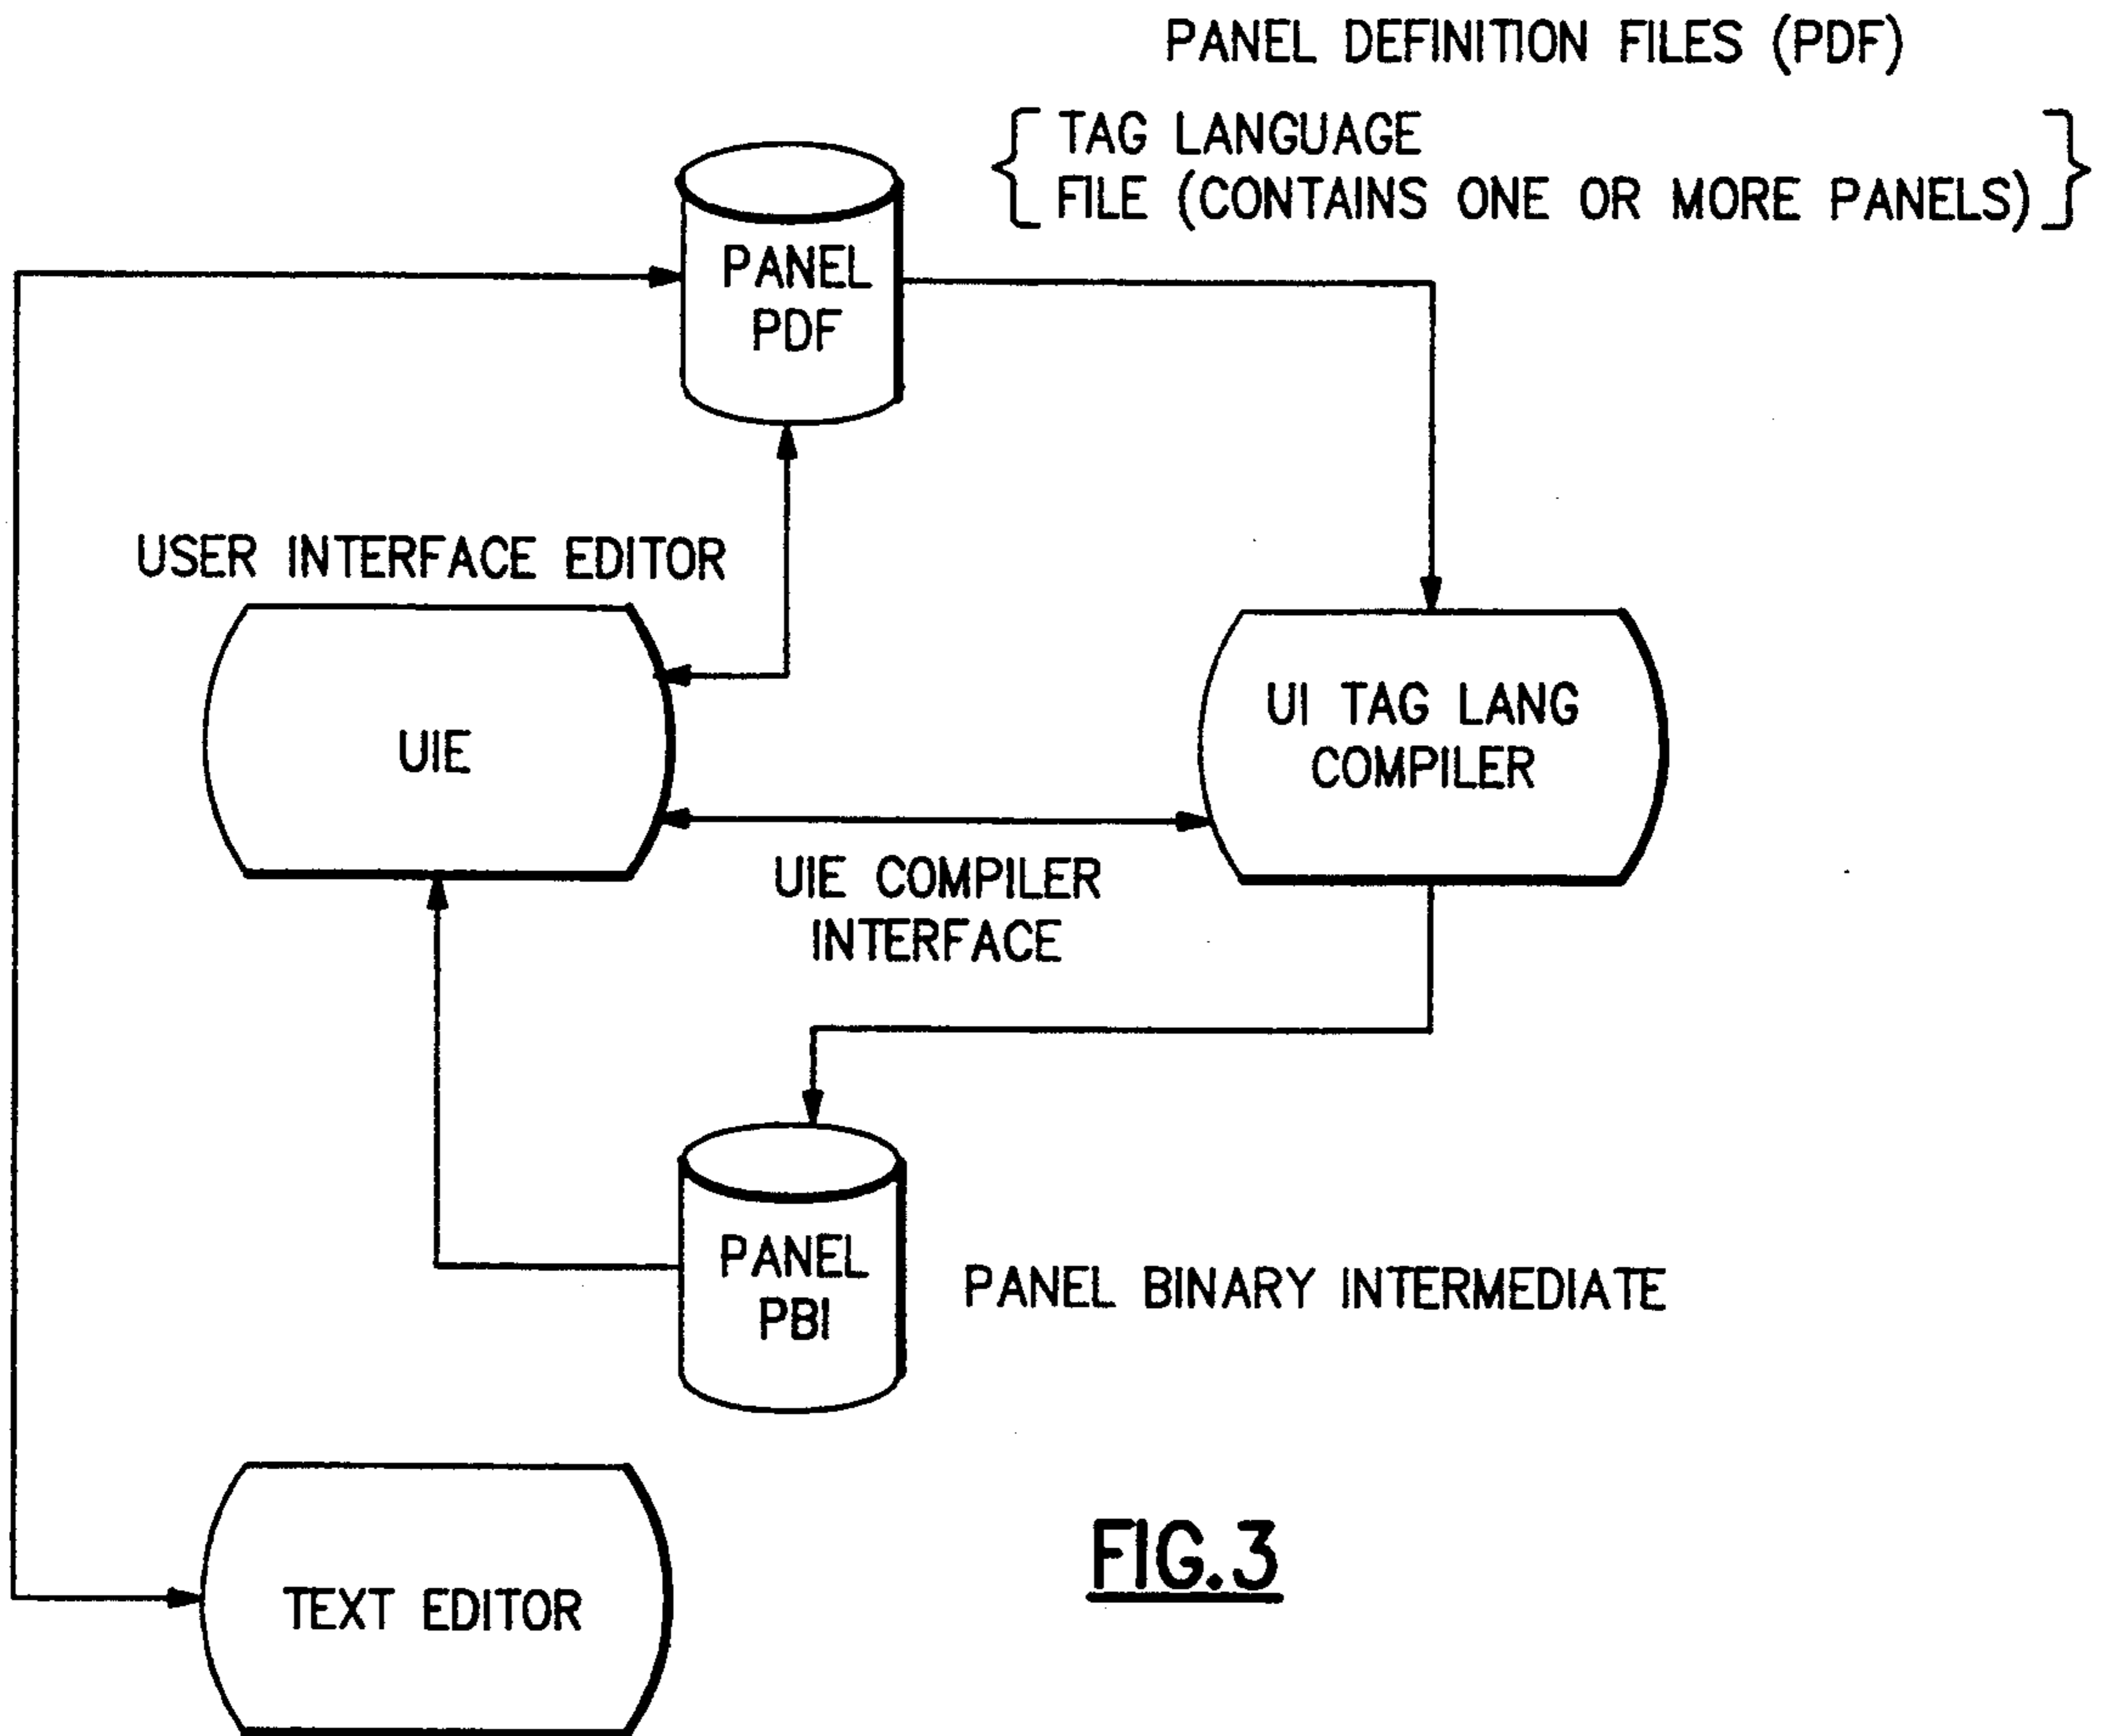 PANEL DEFINITION FILES (PDF)
{ TAG LANGUAGE
FILE (CONTAINS ONE OR MORE PANELS) }
PANEL
PDF
USER INTERFACE EDITOR
UIE
UI TAG LANG
COMPILER
UIE COMPILER
INTERFACE
PANEL
PBI
PANEL BINARY INTERMEDIATE
TEXT EDITOR
FIG.3